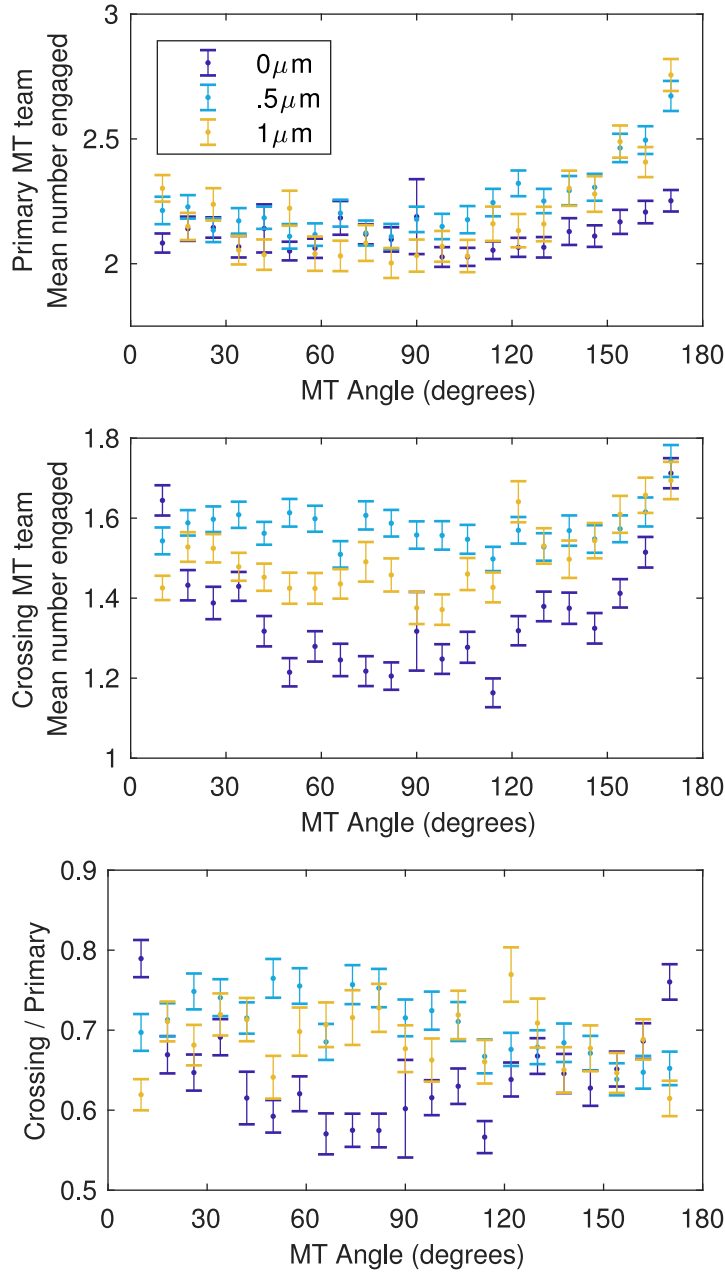 3
2.5
2
Primary MT team
Mean number engaged
0μm
.5μm
1μm
0 30 60 90 120 150 180
MT Angle (degrees)
1.8
1.6
1.4
1.2
1
Crossing MT team
Mean number engaged
0 30 60 90 120 150 180
MT Angle (degrees)
0.9
0.8
0.7
0.6
0.5
Crossing / Primary
0 30 60 90 120 150 180
MT Angle (degrees)